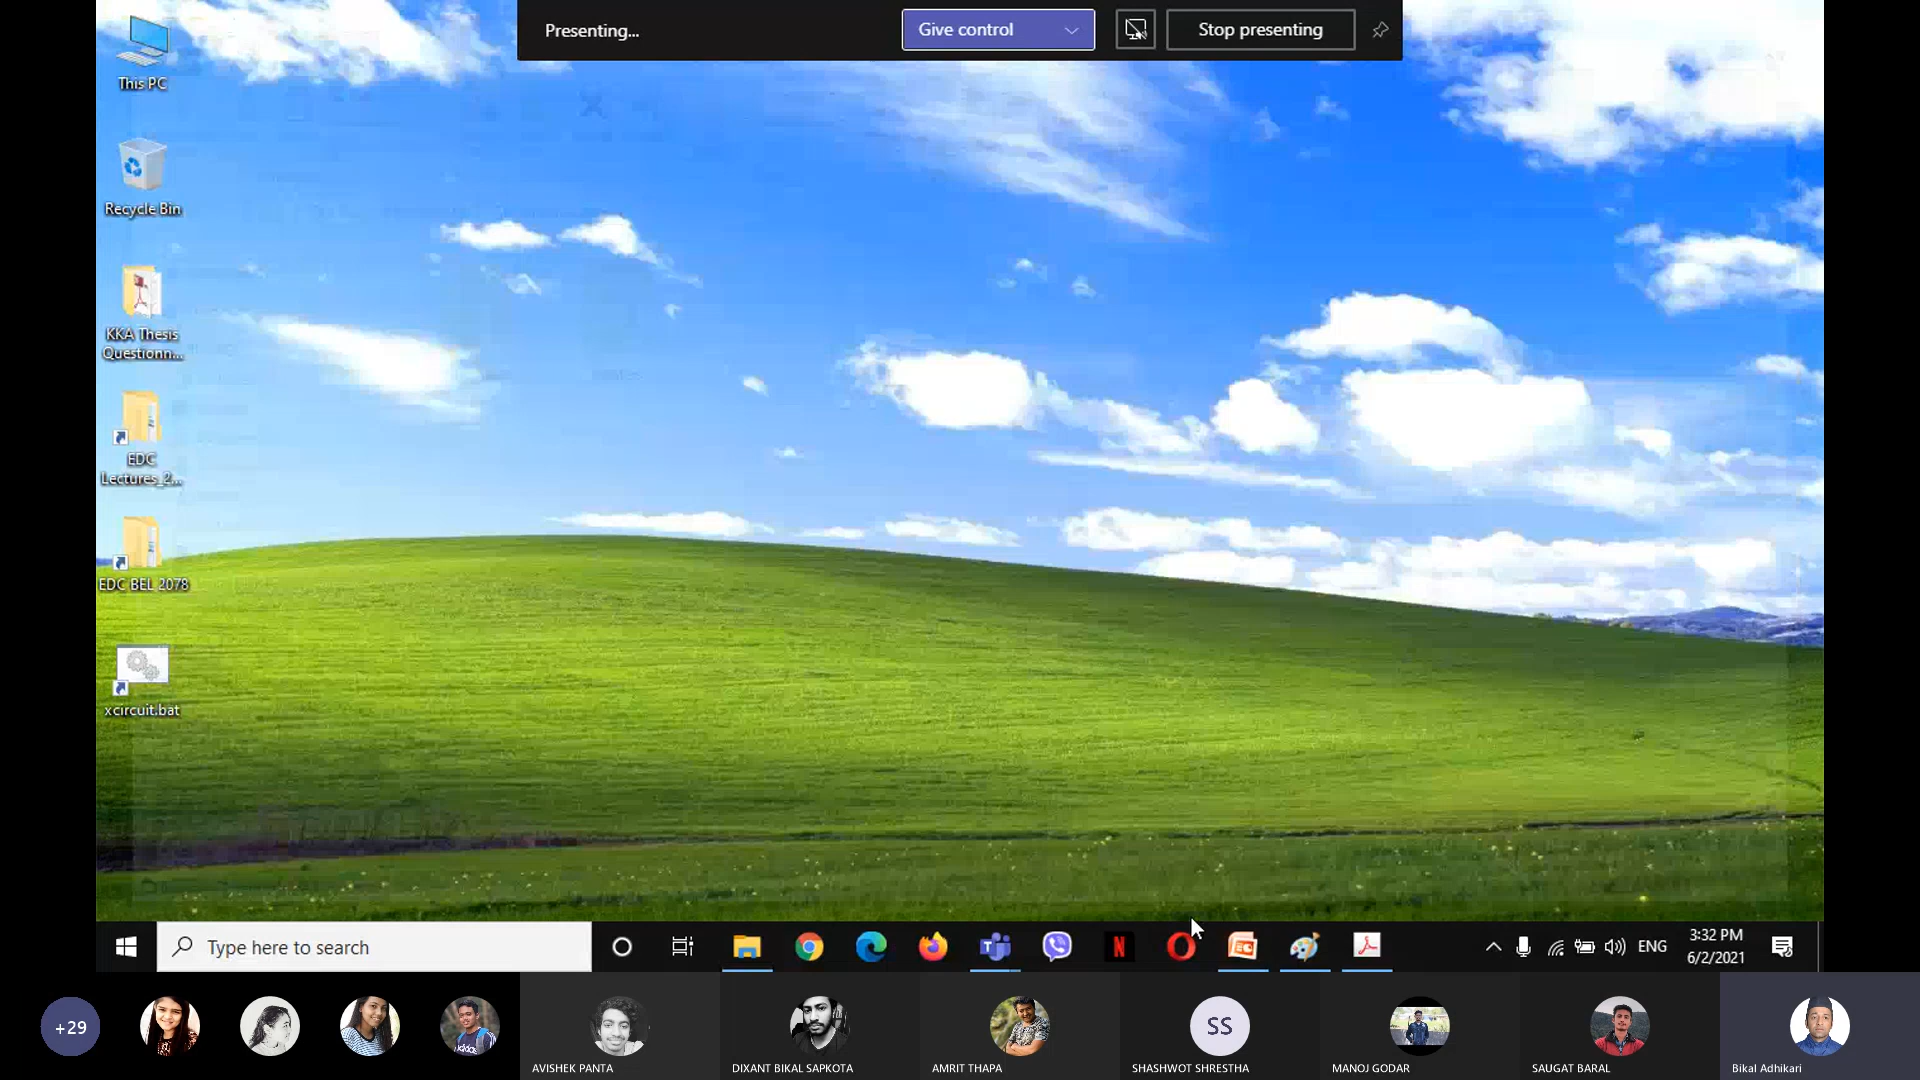 Presenting...
Give control
Stop presenting
This PC
Recycle Bin
KKA Thesis
Questionn...
EDC
Lectures_2...
EDC BEL 2078
xcircuit.bat
Type here to search
ENG
3:32 PM
6/2/2021
+29
SS
AVISHEK PANTA
DIXANT BIKAL SAPKOTA
AMRIT THAPA
SHASHWOT SHRESTHA
MANOJ GODAR
SAUGAT BARAL
Bikal Adhikari